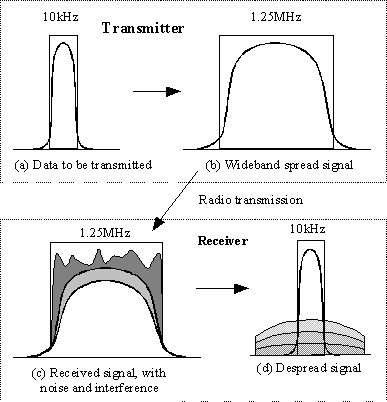 10kHz
Transmitter
1.25MHz
(a) Data to be transmitted
(b) Wideband spread signal
Radio transmission
1.25MHz
Receiver
10kHz
(c) Received signal, with
noise and interference
(d) Despread signal